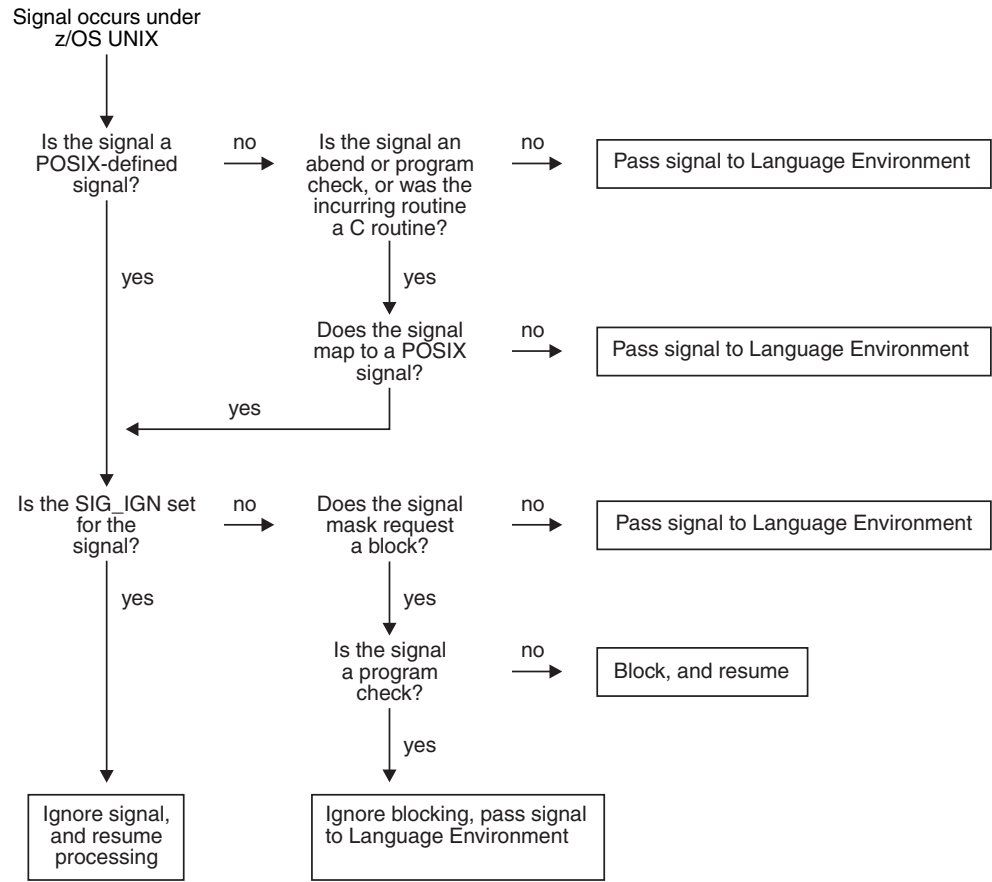 Signal occurs under
z/OS UNIX
Is the signal a
POSIX-defined
signal?
no
Is the signal an
abend or program
check, or was the
incurring routine
a C routine?
no
Pass signal to Language Environment
yes
yes
Does the signal
map to a POSIX
signal?
no
Pass signal to Language Environment
yes
Is the SIG_IGN set
for the
signal?
no
Does the signal
mask request
a block?
no
Pass signal to Language Environment
yes
yes
Is the signal
a program
check?
no
Block, and resume
yes
Ignore signal,
and resume
processing
Ignore blocking, pass signal
to Language Environment